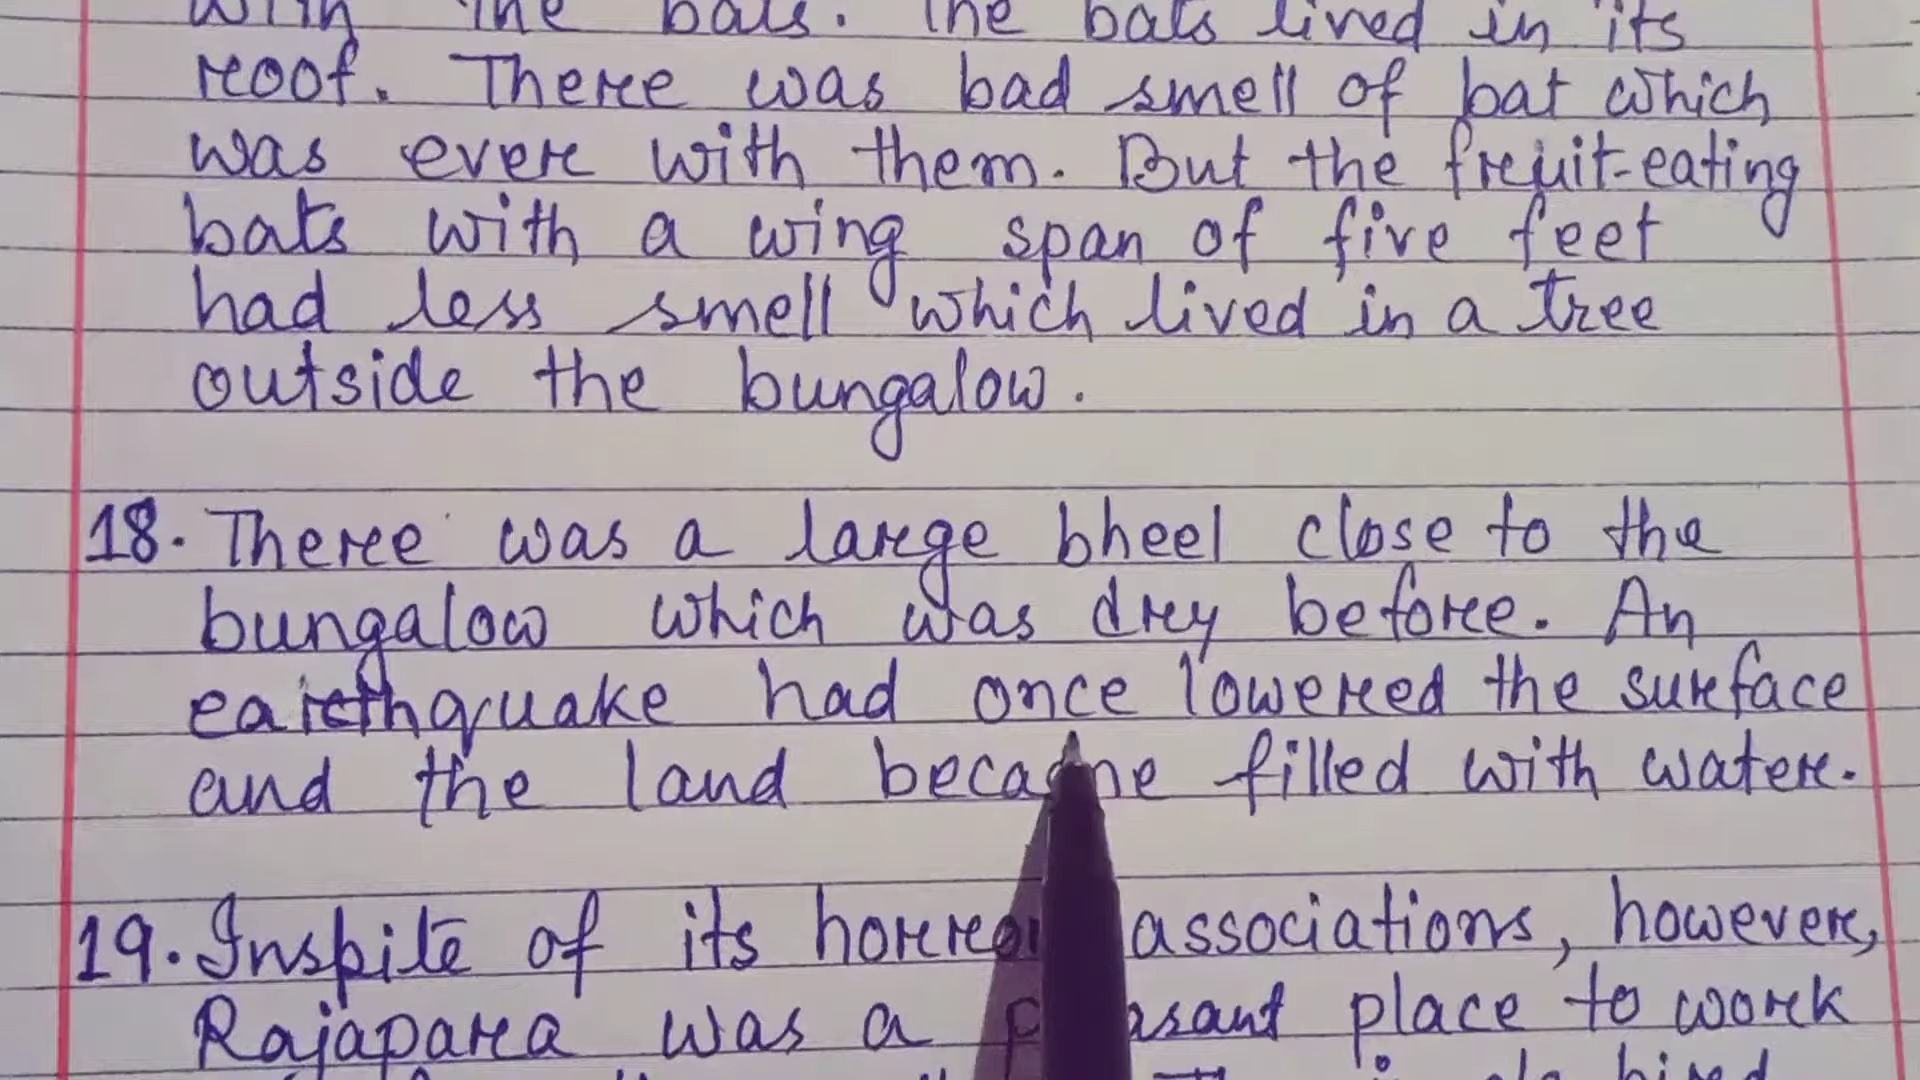 with the bats. The bats lived in its
roof. There was bad smell of bat which
was ever with them. But the fruit-eating
bats with a wing span of five feet
had less smell which lived in a tree
outside the bungalow.
18. There was a large bheel close to the
bungalow which was dry before. An
earthquake had once lowered the surface
and the land became filled with water.
19. Inspite of its horror associations, however,
Rajapara was a pleasant place to work